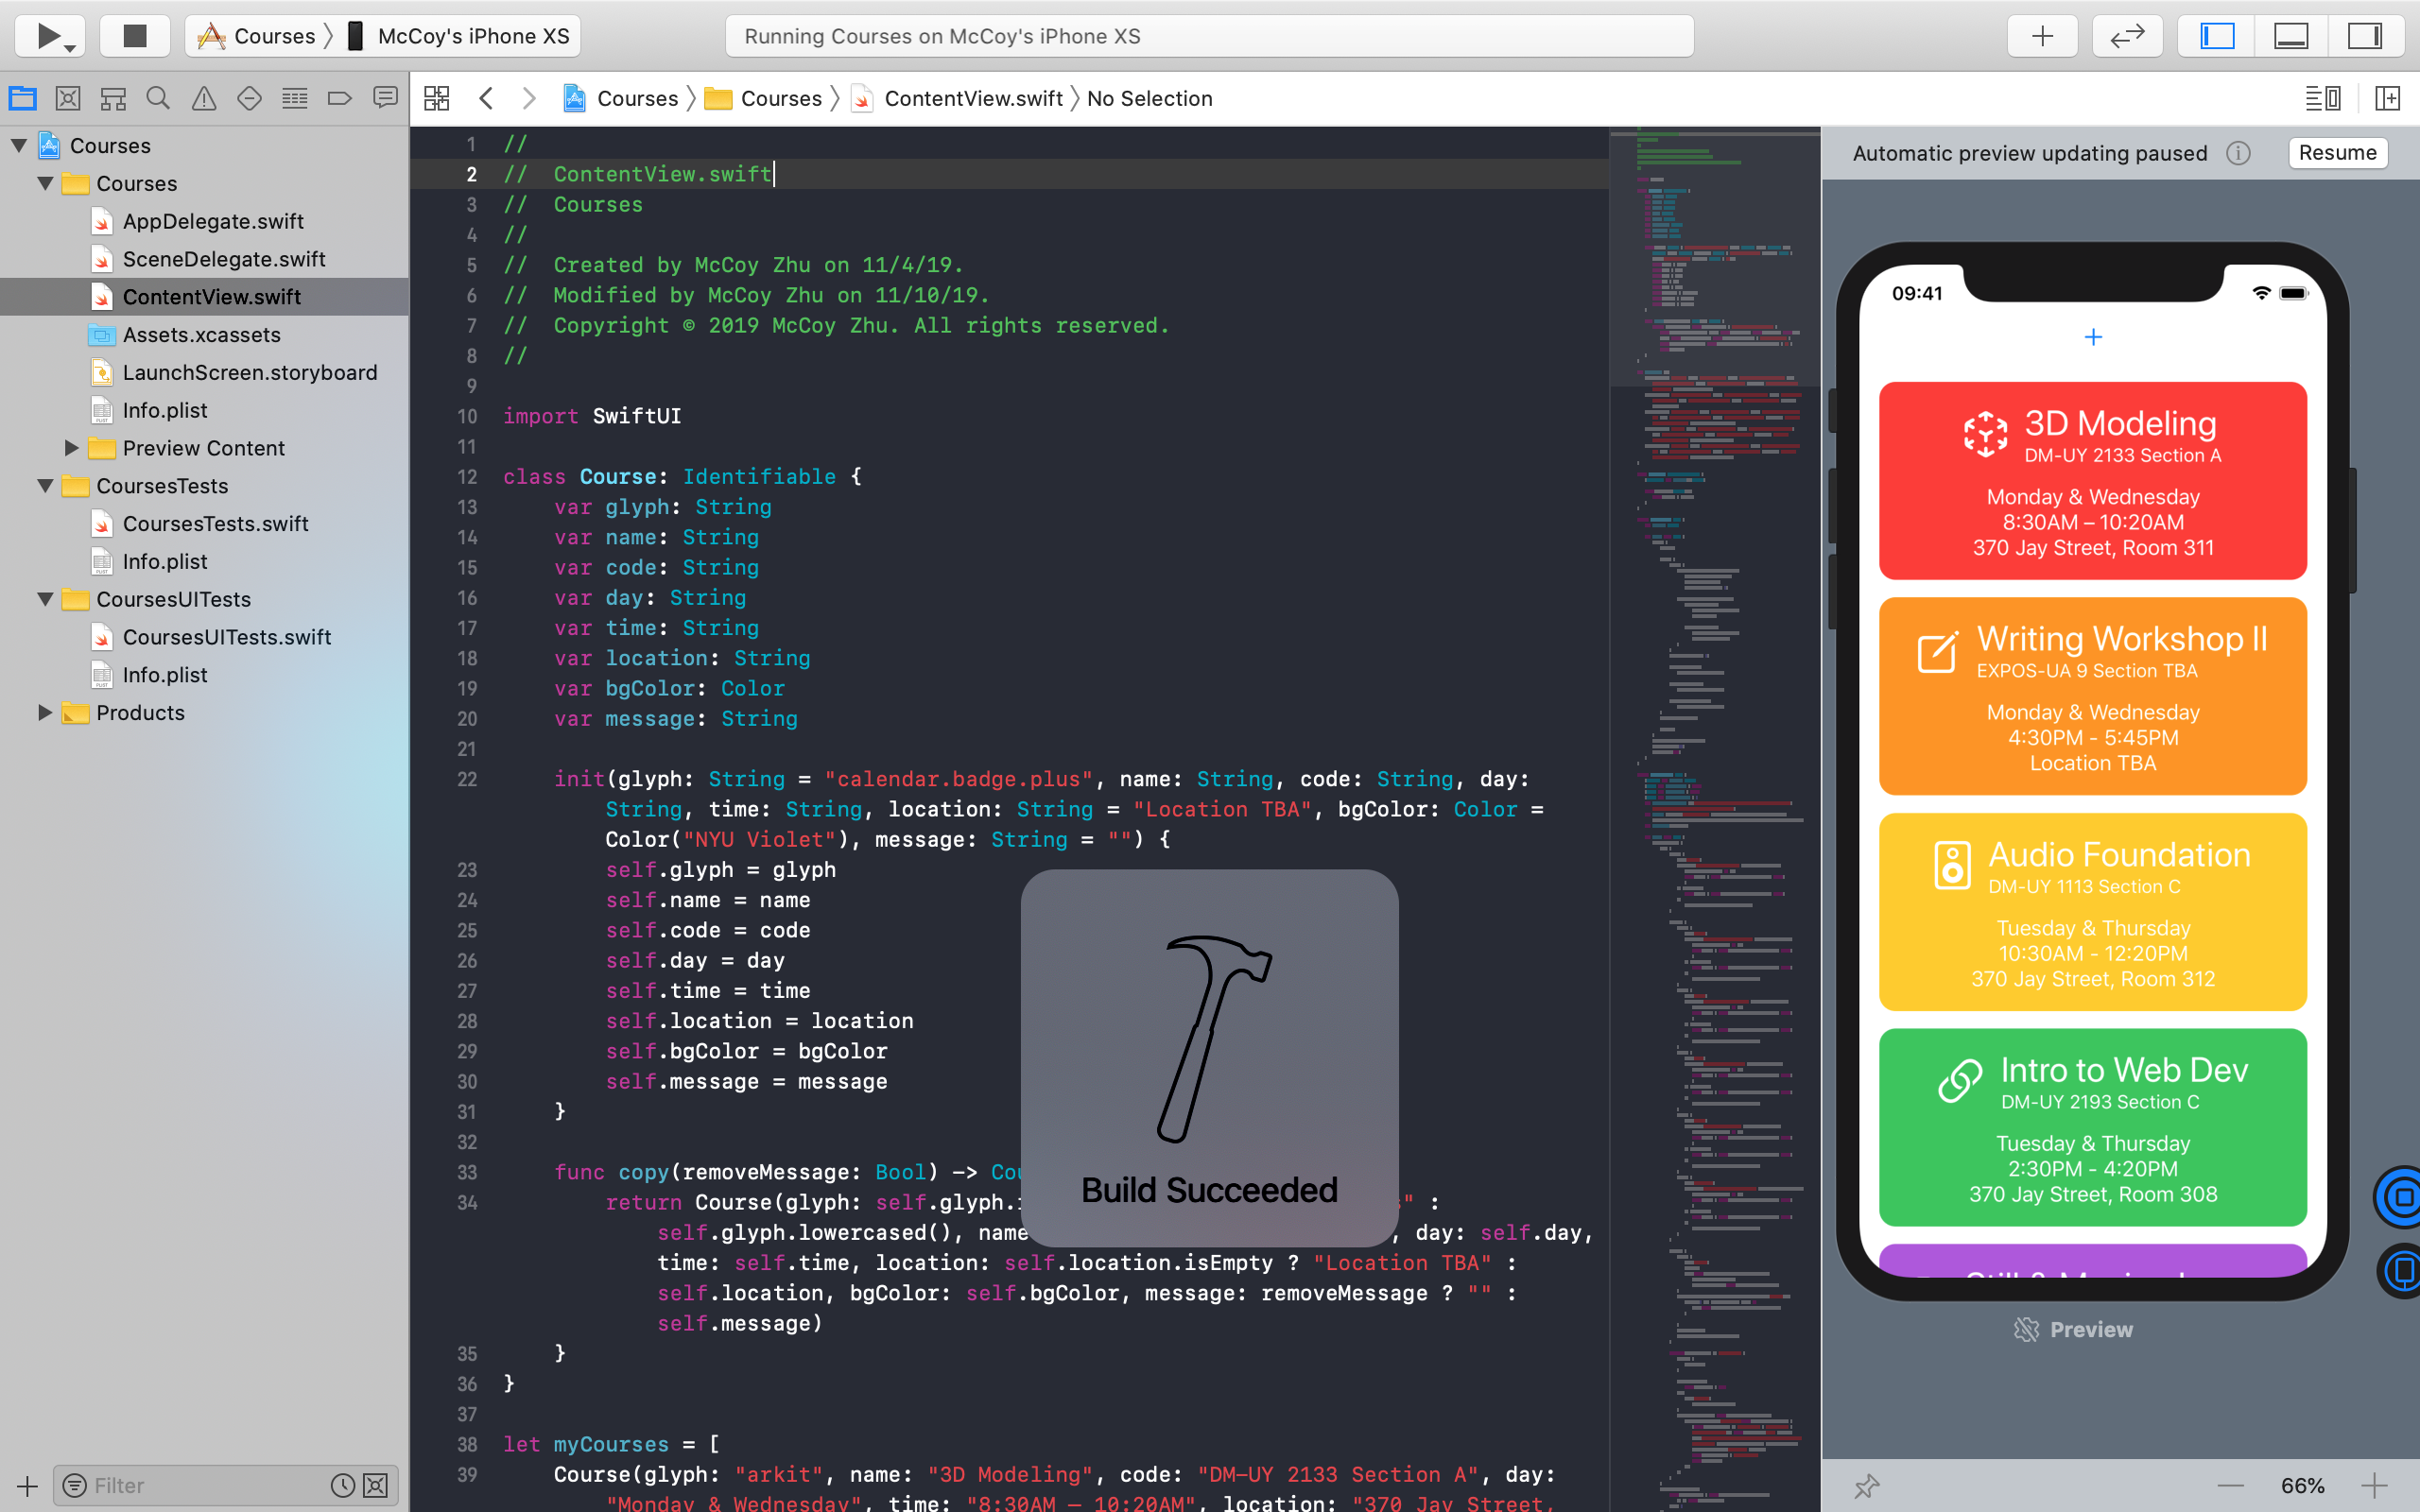 Courses 〉 McCoy's iPhone XS
Running Courses on McCoy's iPhone XS
Courses 〉 Courses 〉 ContentView.swift 〉 No Selection
Courses
Courses
AppDelegate.swift
SceneDelegate.swift
ContentView.swift
Assets.xcassets
LaunchScreen.storyboard
Info.plist
Preview Content
CoursesTests
CoursesTests.swift
Info.plist
CoursesUITests
CoursesUITests.swift
Info.plist
Products
Filter
1 //
2 //  ContentView.swift
3 //  Courses
4 //
5 //  Created by McCoy Zhu on 11/4/19.
6 //  Modified by McCoy Zhu on 11/10/19.
7 //  Copyright © 2019 McCoy Zhu. All rights reserved.
8 //
9
10 import SwiftUI
11
12 class Course: Identifiable {
13     var glyph: String
14     var name: String
15     var code: String
16     var day: String
17     var time: String
18     var location: String
19     var bgColor: Color
20     var message: String
21
22     init(glyph: String = "calendar.badge.plus", name: String, code: String, day:
String, time: String, location: String = "Location TBA", bgColor: Color =
Color("NYU Violet"), message: String = "") {
23         self.glyph = glyph
24         self.name = name
25         self.code = code
26         self.day = day
27         self.time = time
28         self.location = location
29         self.bgColor = bgColor
30         self.message = message
31     }
32
33     func copy(removeMessage: Bool) -> Cou
34         return Course(glyph: self.glyph. " :
self.glyph.lowercased(), name , day: self.day,
time: self.time, location: self.location.isEmpty ? "Location TBA" :
self.location, bgColor: self.bgColor, message: removeMessage ? "" :
self.message)
35     }
36 }
37
38 let myCourses = [
39     Course(glyph: "arkit", name: "3D Modeling", code: "DM-UY 2133 Section A", day:
"Monday & Wednesday", time: "8:30AM – 10:20AM", location: "370 Jay Street,
Build Succeeded
Automatic preview updating paused
Resume
09:41
+
3D Modeling
DM-UY 2133 Section A
Monday & Wednesday
8:30AM – 10:20AM
370 Jay Street, Room 311
Writing Workshop II
EXPOS-UA 9 Section TBA
Monday & Wednesday
4:30PM - 5:45PM
Location TBA
Audio Foundation
DM-UY 1113 Section C
Tuesday & Thursday
10:30AM - 12:20PM
370 Jay Street, Room 312
Intro to Web Dev
DM-UY 2193 Section C
Tuesday & Thursday
2:30PM - 4:20PM
370 Jay Street, Room 308
Preview
66%